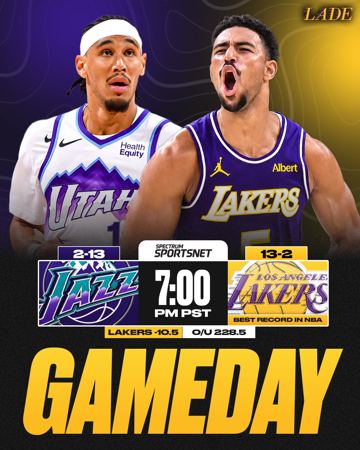 LADE
Health
Equity
UTAH
1
Albert
LAKERS
2-13
SPECTRUM
SPORTSNET
13-2
JAZZ
7:00
PM PST
LOS ANGELES
LAKERS
BEST RECORD IN NBA
LAKERS -10.5
O/U 228.5
GAMEDAY